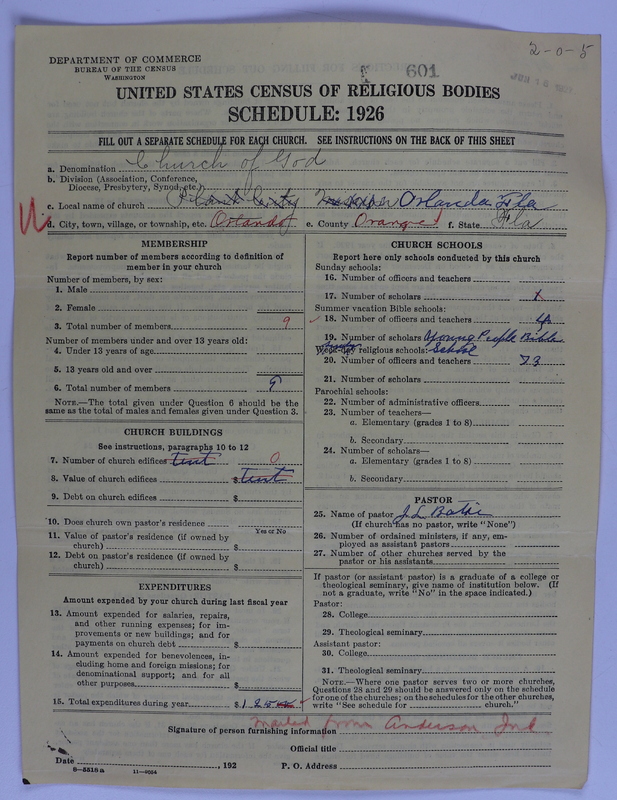 2-0-5
DEPARTMENT OF COMMERCE
BUREAU OF THE CENSUS
WASHINGTON
601
UNITED STATES CENSUS OF RELIGIOUS BODIES
SCHEDULE: 1926
FILL OUT A SEPARATE SCHEDULE FOR EACH CHURCH. SEE INSTRUCTIONS ON THE BACK OF THIS SHEET
a. Denomination Church of God
b. Division (Association, Conference, Diocese, Presbytery, Synod, etc.)
c. Local name of church Plant City Orlando Fla
d. City, town, village, or township, etc. Orlando e. County Orange f. State Fla
MEMBERSHIP
Report number of members according to definition of
member in your church
Number of members, by sex:
1. Male
2. Female
3. Total number of members 9
Number of members under and over 13 years old:
4. Under 13 years of age
5. 13 years old and over
6. Total number of members 9
NOTE.—The total given under Question 6 should be the
same as the total of males and females given under Question 3.
CHURCH BUILDINGS
See instructions, paragraphs 10 to 12
7. Number of church edifices tent 0
8. Value of church edifices $ tent
9. Debt on church edifices $
10. Does church own pastor's residence
Yes or No
11. Value of pastor's residence (if owned by
church) $
12. Debt on pastor's residence (if owned by
church) $
EXPENDITURES
Amount expended by your church during last fiscal year
13. Amount expended for salaries, repairs,
and other running expenses; for im-
provements or new buildings; and for
payments on church debt $
14. Amount expended for benevolences, in-
cluding home and foreign missions; for
denominational support; and for all
other purposes $
15. Total expenditures during year $125
CHURCH SCHOOLS
Report here only schools conducted by this church
Sunday schools:
16. Number of officers and teachers
17. Number of scholars
Summer vacation Bible schools:
18. Number of officers and teachers
19. Number of scholars Young People Bible
Week-day religious schools: School
20. Number of officers and teachers 23
21. Number of scholars
Parochial schools:
22. Number of administrative officers
23. Number of teachers—
a. Elementary (grades 1 to 8)
b. Secondary
24. Number of scholars—
a. Elementary (grades 1 to 8)
b. Secondary
PASTOR
25. Name of pastor J. L.
(If church has no pastor, write "None")
26. Number of ordained ministers, if any, em-
ployed as assistant pastors
27. Number of other churches served by the
pastor or his assistants
If pastor (or assistant pastor) is a graduate of a college or
theological seminary, give name of institution below. (If
not a graduate, write "No" in the space indicated.)
Pastor:
28. College
29. Theological seminary
Assistant pastor:
30. College
31. Theological seminary
NOTE.—Where one pastor serves two or more churches,
Questions 28 and 29 should be answered only on the schedule
for one of the churches; on the schedules for the other churches,
write "See schedule for church."
mailed from Anderson Ind
Signature of person furnishing information
Official title
Date , 192 P. O. Address
8-5518a 11-9024